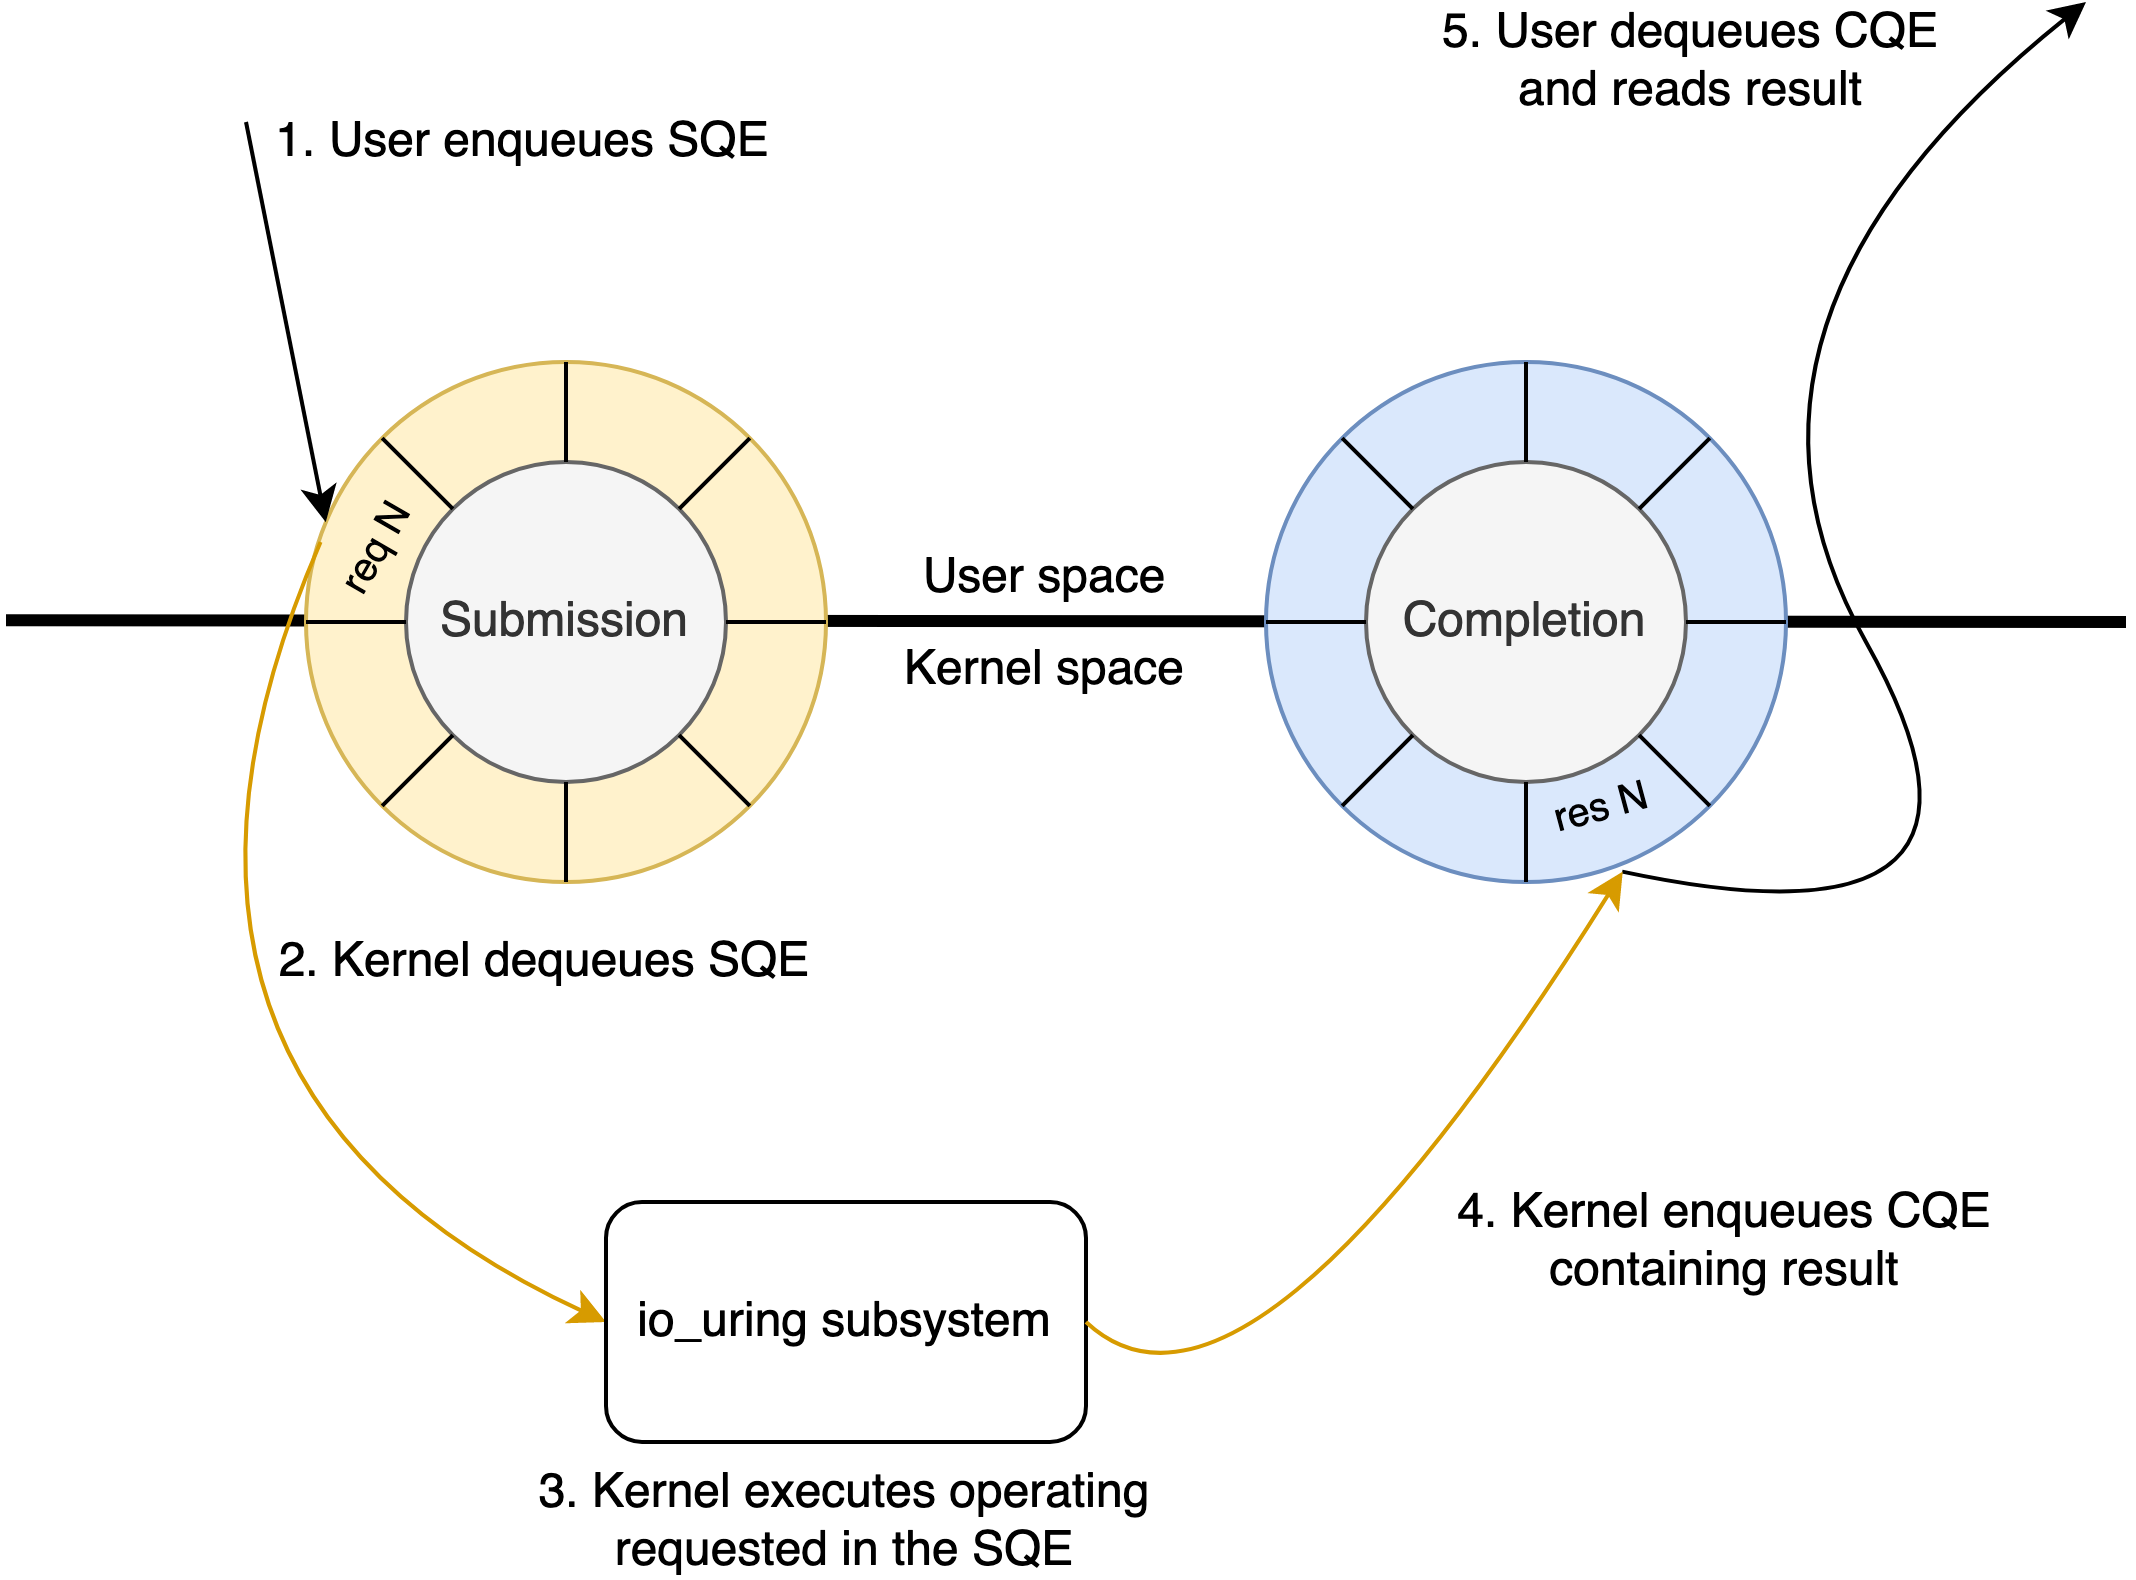 5. User dequeues CQE
and reads result
1. User enqueues SQE
req N
Submission
User space
Kernel space
Completion
res N
2. Kernel dequeues SQE
4. Kernel enqueues CQE
containing result
io_uring subsystem
3. Kernel executes operating
requested in the SQE